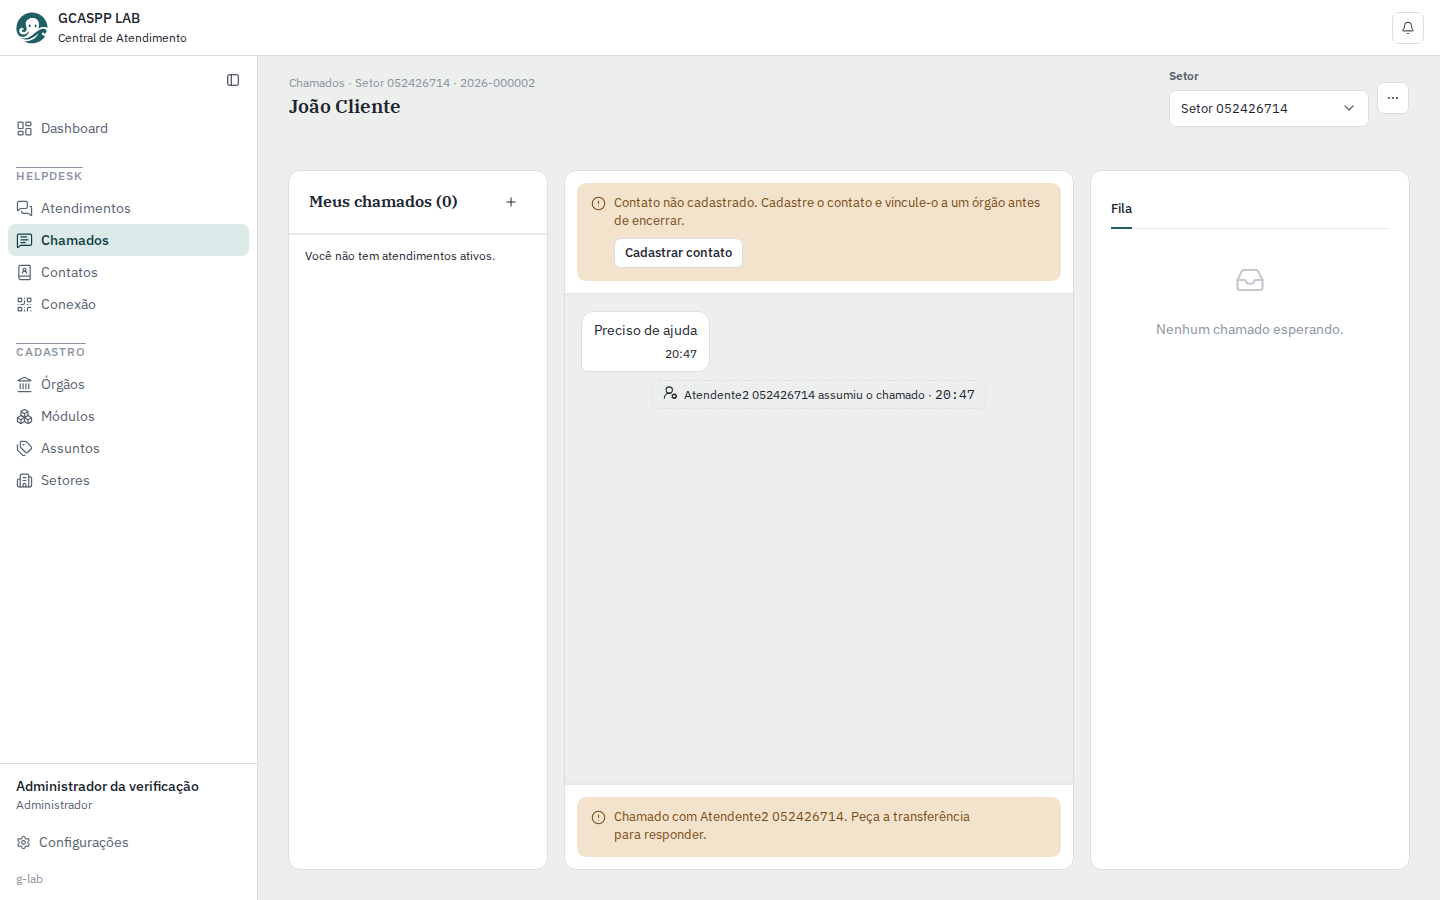 GCASPP LAB
Central de Atendimento
Dashboard
HELPDESK
Atendimentos
Chamados
Contatos
Conexão
CADASTRO
Órgãos
Módulos
Assuntos
Setores
Administrador da verificação
Administrador
Configurações
g-lab
Chamados · Setor 052426714 · 2026-000002
João Cliente
Setor
Setor 052426714
Meus chamados (0)
Você não tem atendimentos ativos.
Contato não cadastrado. Cadastre o contato e vincule-o a um órgão antes
de encerrar.
Cadastrar contato
Preciso de ajuda
20:47
Atendente2 052426714 assumiu o chamado · 20:47
Chamado com Atendente2 052426714. Peça a transferência
para responder.
Fila
Nenhum chamado esperando.